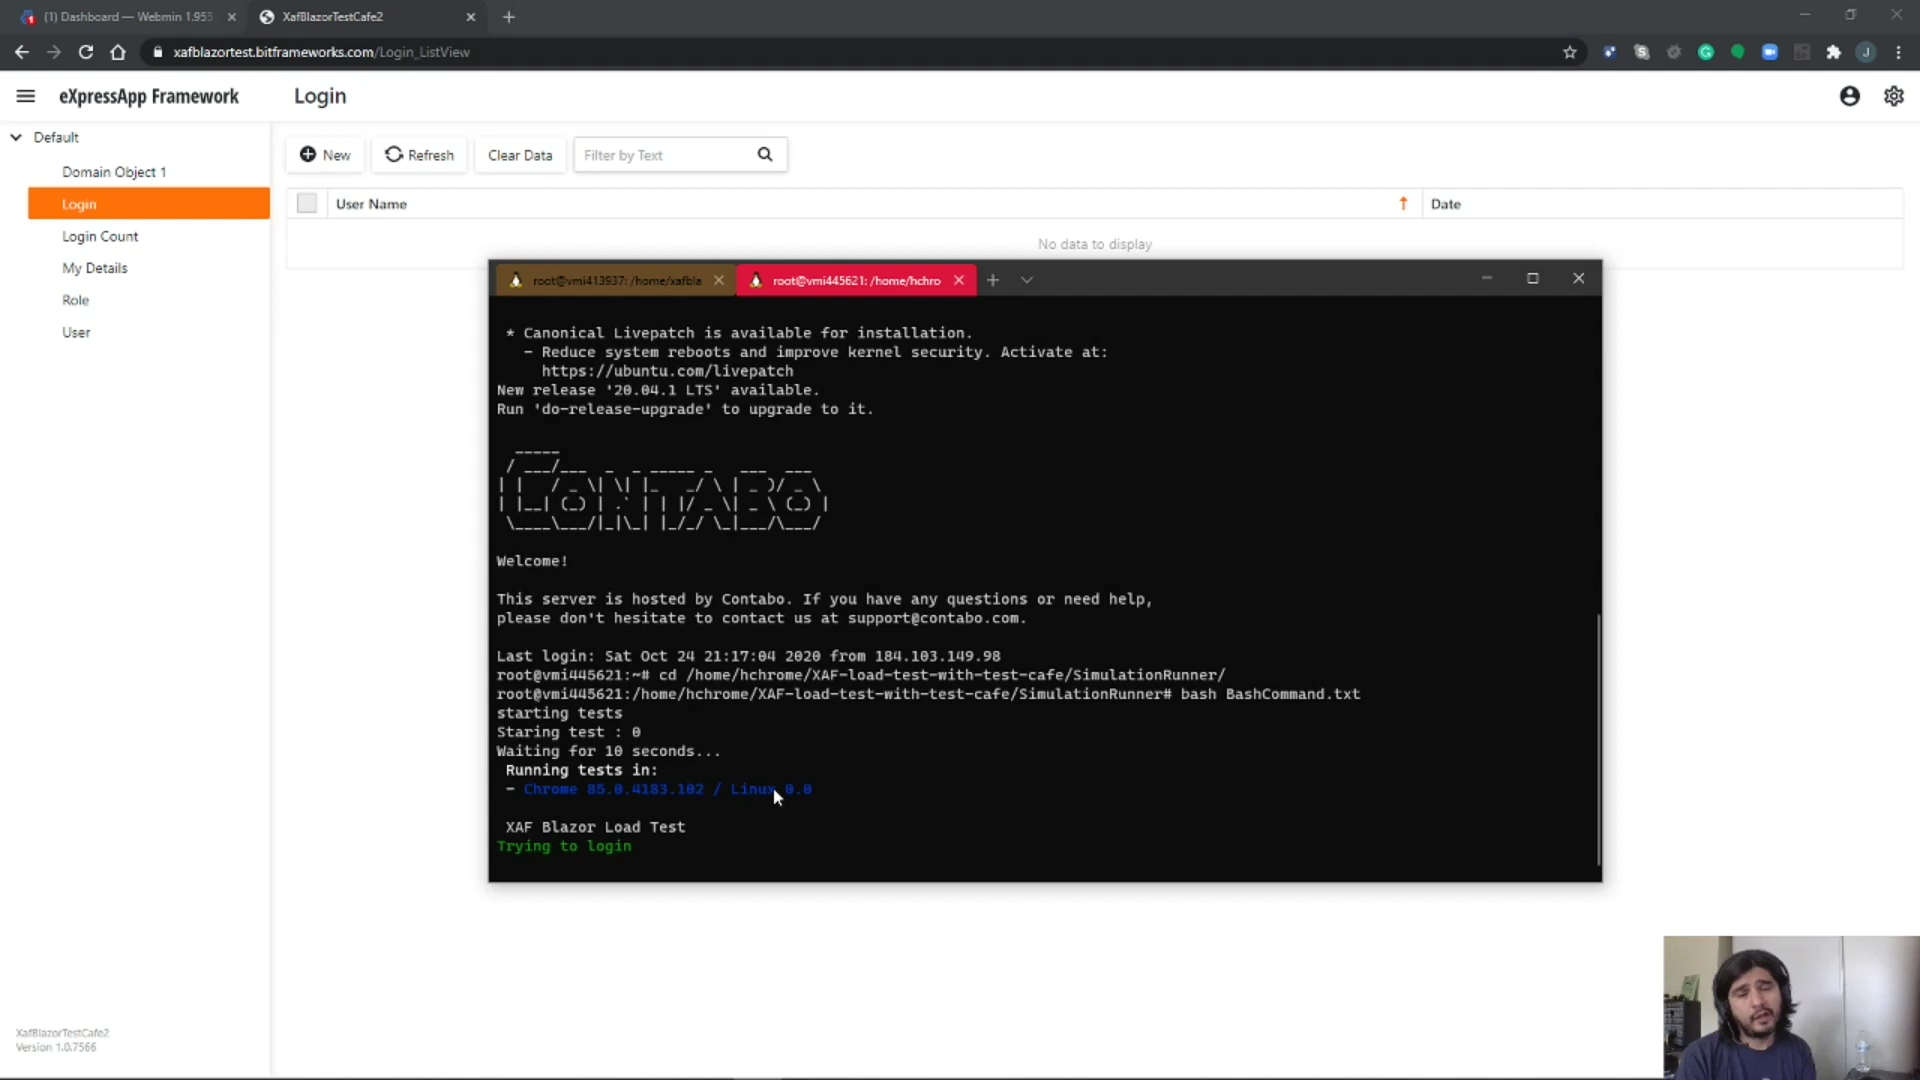 (1) Dashboard — Webmin 1.955
XafBlazorTestCafe2
xafblazortest.bitframeworks.com/Login_ListView
J
eXpressApp Framework
Login
Default
Domain Object 1
Login
Login Count
My Details
Role
User
New
Refresh
Clear Data
Filter by Text
User Name
Date
No data to display
root@vmi413937: /home/xafbla
root@vmi445621: /home/hchro
* Canonical Livepatch is available for installation.
- Reduce system reboots and improve kernel security. Activate at:
https://ubuntu.com/livepatch
New release '20.04.1 LTS' available.
Run 'do-release-upgrade' to upgrade to it.
CONTABO
Welcome!
This server is hosted by Contabo. If you have any questions or need help,
please don't hesitate to contact us at support@contabo.com.
Last login: Sat Oct 24 21:17:04 2020 from 184.103.149.98
root@vmi445621:~# cd /home/hchrome/XAF-load-test-with-test-cafe/SimulationRunner/
root@vmi445621:/home/hchrome/XAF-load-test-with-test-cafe/SimulationRunner# bash BashCommand.txt
starting tests
Staring test : 0
Waiting for 10 seconds...
Running tests in:
- Chrome 85.0.4183.102 / Linux 0.0
XAF Blazor Load Test
Trying to login
XafBlazorTestCafe2
Version 1.0.7566